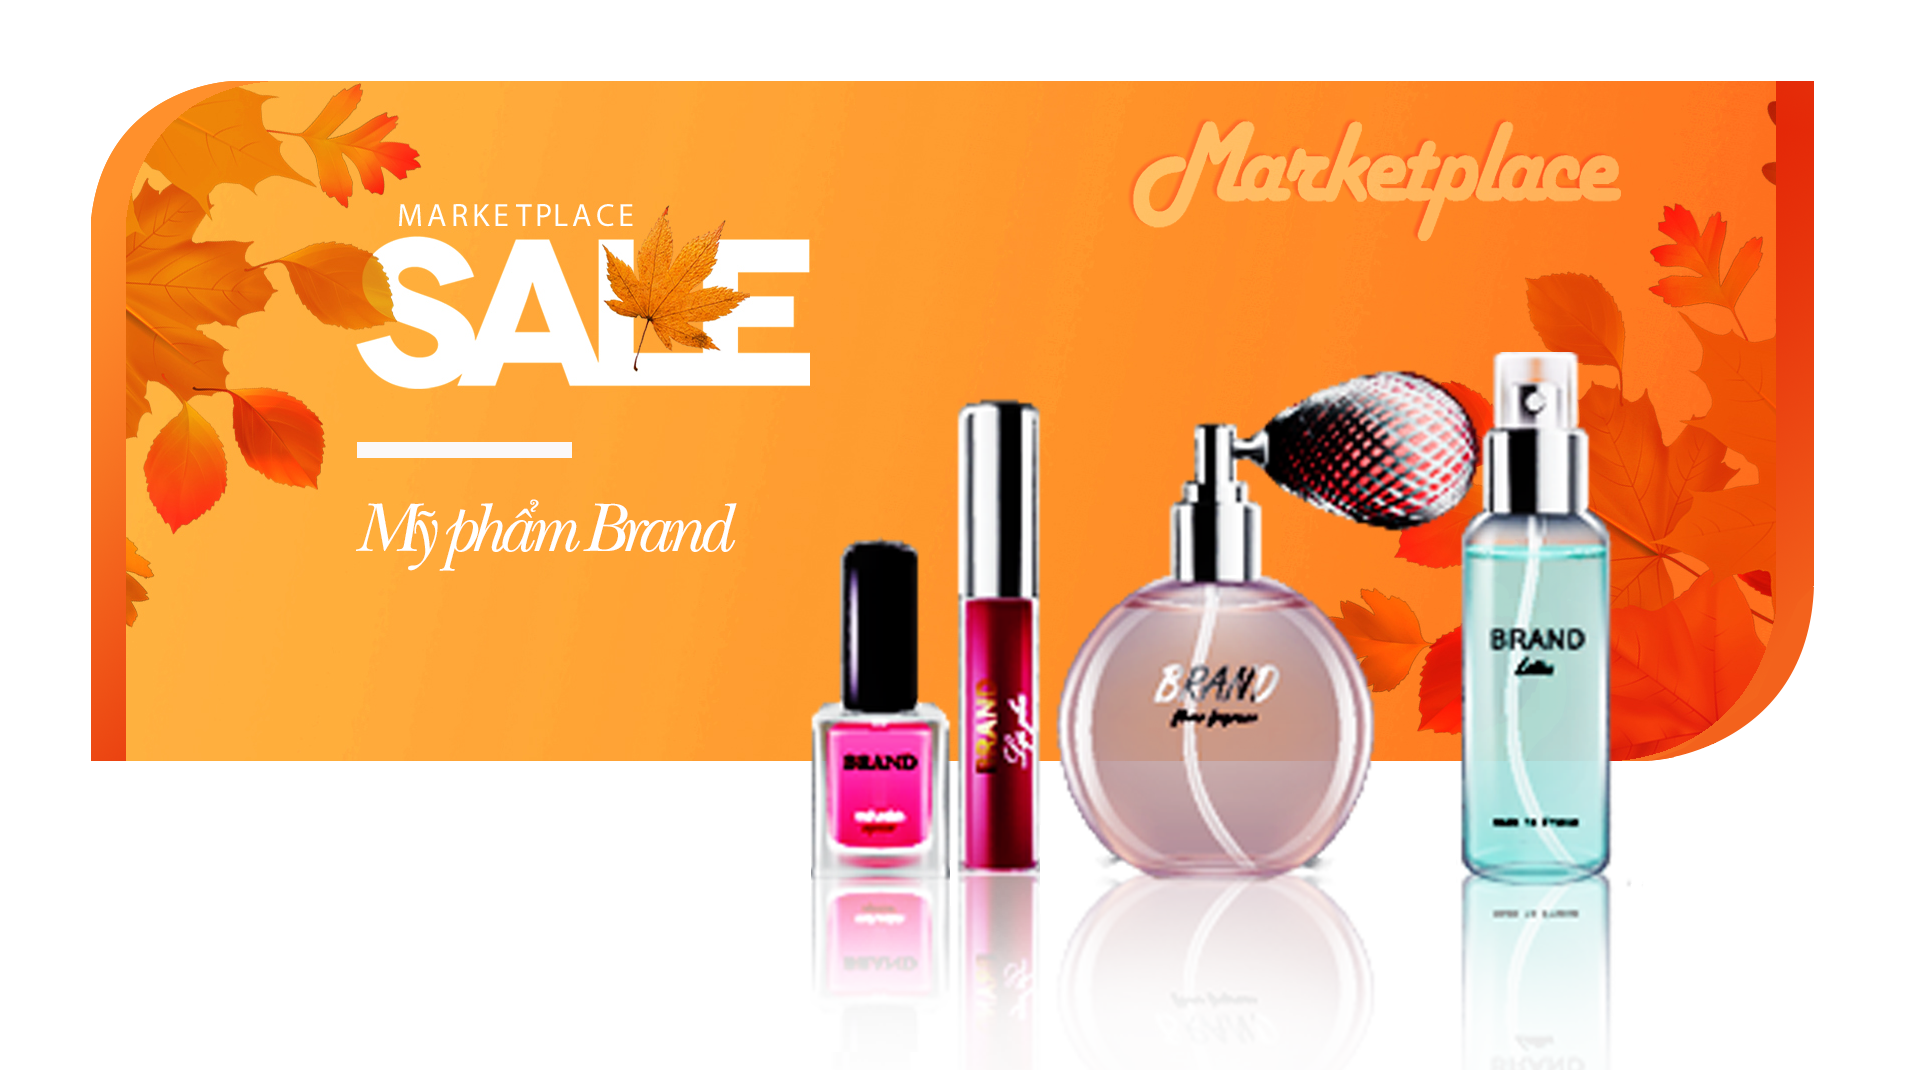 Marketplace
MARKETPLACE
SALE
Mỹ phẩm Brand
BRAND
BRAND
BRAND
BRAND